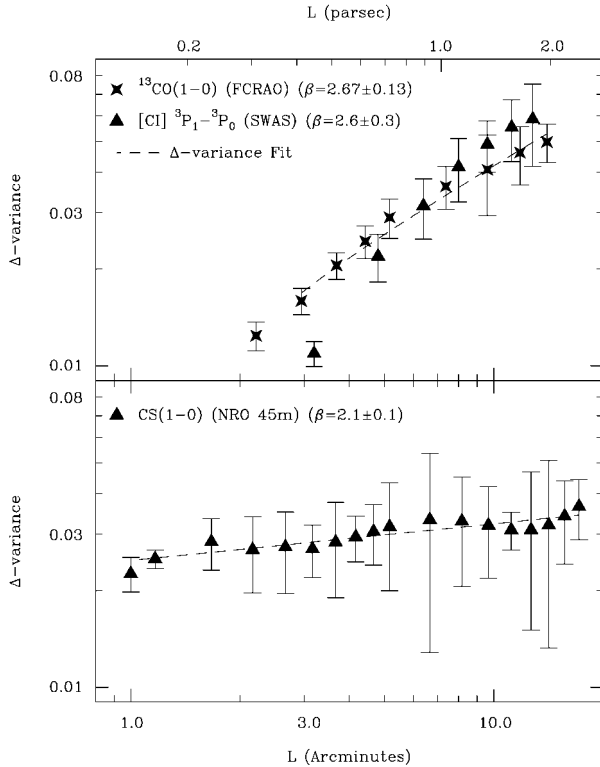 L (parsec)
0.2 1.0 2.0
0.08
¹³CO(1-0) (FCRAO) (β=2.67±0.13)
[CI] ³P₁-³P₀ (SWAS) (β=2.6±0.3)
Δ-variance Fit
0.03
Δ-variance
0.01
0.08
CS(1-0) (NRO 45m) (β=2.1±0.1)
0.03
Δ-variance
0.01
1.0 3.0 10.0
L (Arcminutes)